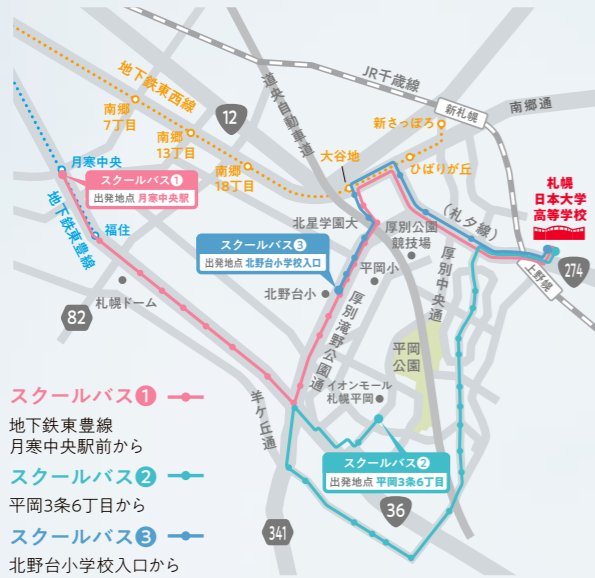 JR千歳線
地下鉄東西線
南郷
7丁目
12
道央自動車道
新札幌
南郷通
南郷
13丁目
新さっぽろ
月寒中央
大谷地
スクールバス❶
出発地点 月寒中央駅
南郷
18丁目
ひばりが丘
札幌
日本大学
高等学校
地下鉄東豊線
福住
北星学園大
(札夕線)
厚別公園
競技場
スクールバス❸
出発地点 北野台小学校入口
平岡小
厚別中央通
上野幌
274
北野台小
札幌ドーム
厚別滝野公園通
82
平岡
公園
イオンモール
札幌平岡
スクールバス❶
地下鉄東豊線
月寒中央駅前から
羊ケ丘通
スクールバス❷
出発地点 平岡3条6丁目
スクールバス❷
平岡3条6丁目から
36
341
スクールバス❸
北野台小学校入口から